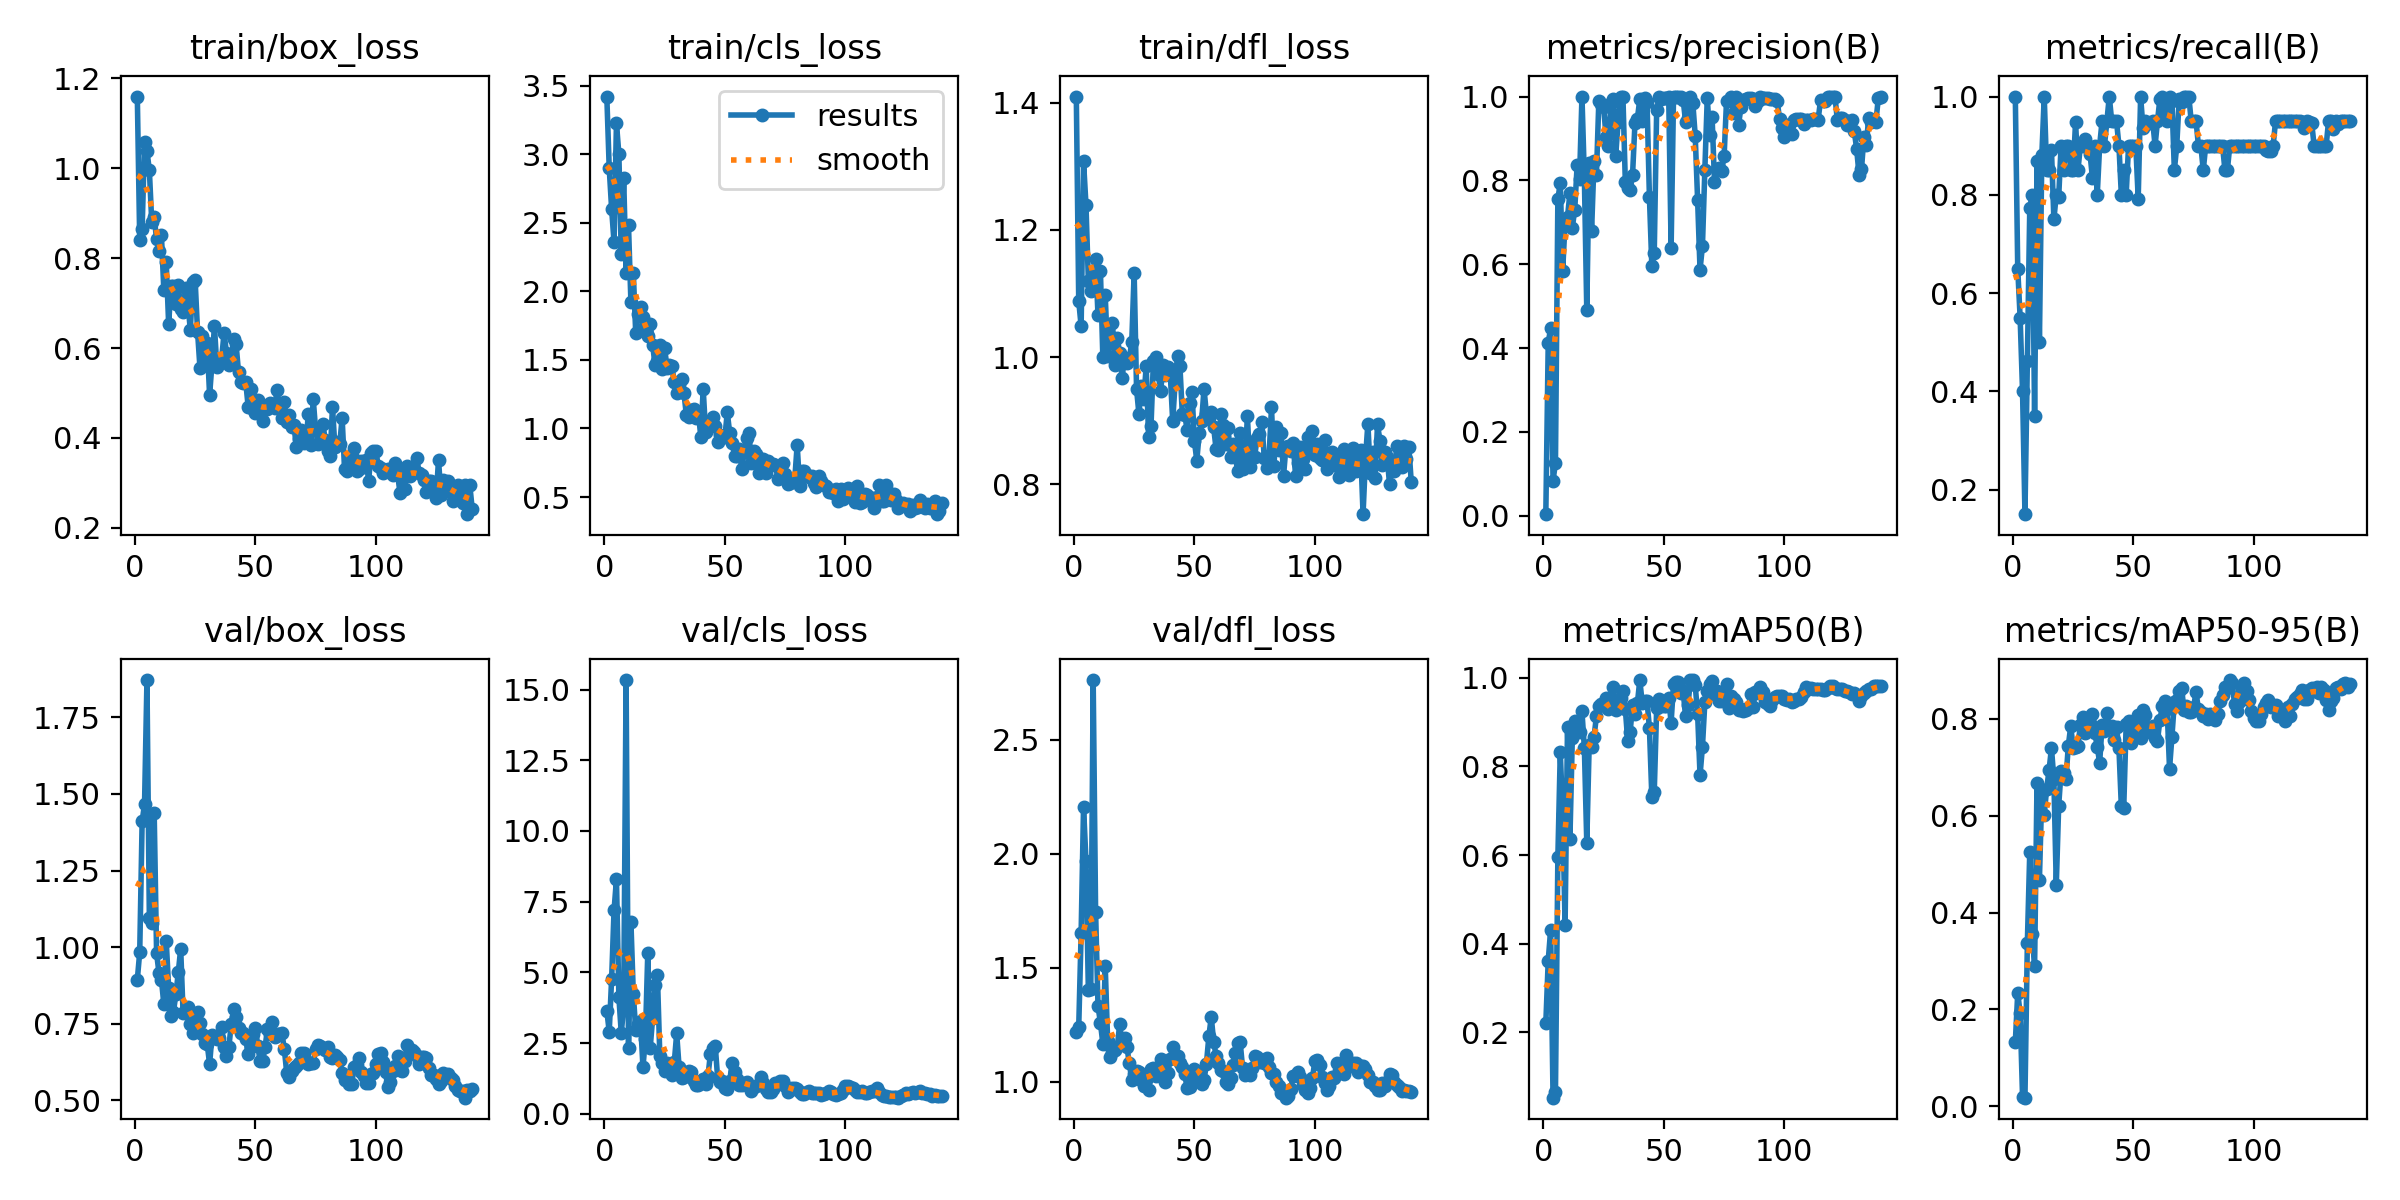 train/box_loss
1.2
1.0
0.8
0.6
0.4
0.2
0 50 100
train/cls_loss
results
smooth
3.5
3.0
2.5
2.0
1.5
1.0
0.5
0 50 100
train/dfl_loss
1.4
1.2
1.0
0.8
0 50 100
metrics/precision(B)
1.0
0.8
0.6
0.4
0.2
0.0
0 50 100
metrics/recall(B)
1.0
0.8
0.6
0.4
0.2
0 50 100
val/box_loss
1.75
1.50
1.25
1.00
0.75
0.50
0 50 100
val/cls_loss
15.0
12.5
10.0
7.5
5.0
2.5
0.0
0 50 100
val/dfl_loss
2.5
2.0
1.5
1.0
0 50 100
metrics/mAP50(B)
1.0
0.8
0.6
0.4
0.2
0 50 100
metrics/mAP50-95(B)
0.8
0.6
0.4
0.2
0.0
0 50 100